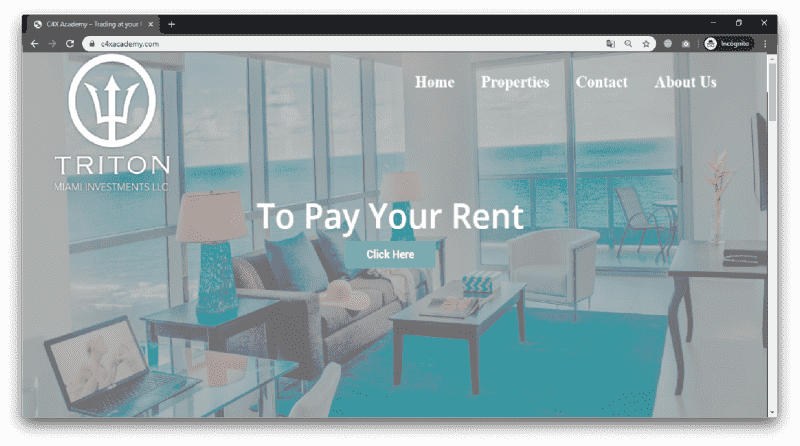 C4X Academy – Trading at your
c4xacademy.com
Incognito
Home Properties Contact About Us
TRITON
MIAMI INVESTMENTS LLC.
To Pay Your Rent
Click Here